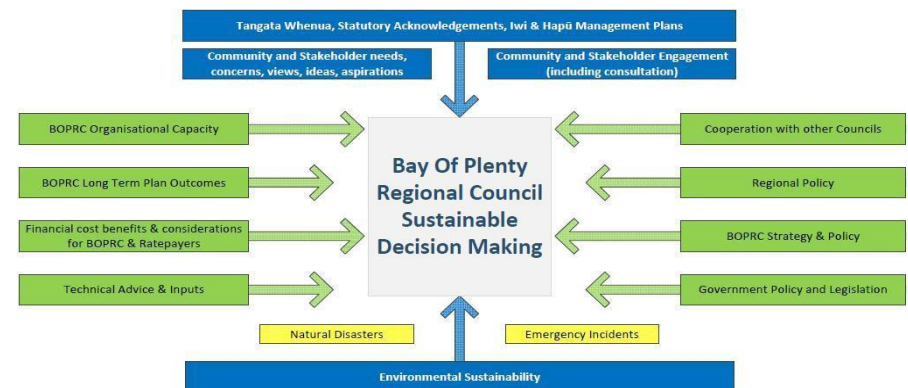 Tangata Whenua, Statutory Acknowledgements, Iwi & Hapū Management Plans
Community and Stakeholder needs,
concerns, views, ideas, aspirations
Community and Stakeholder Engagement
(including consultation)
BOPRC Organisational Capacity
BOPRC Long Term Plan Outcomes
Financial cost benefits & considerations
for BOPRC & Ratepayers
Technical Advice & Inputs
Bay Of Plenty
Regional Council
Sustainable
Decision Making
Cooperation with other Councils
Regional Policy
BOPRC Strategy & Policy
Government Policy and Legislation
Natural Disasters
Emergency Incidents
Environmental Sustainability